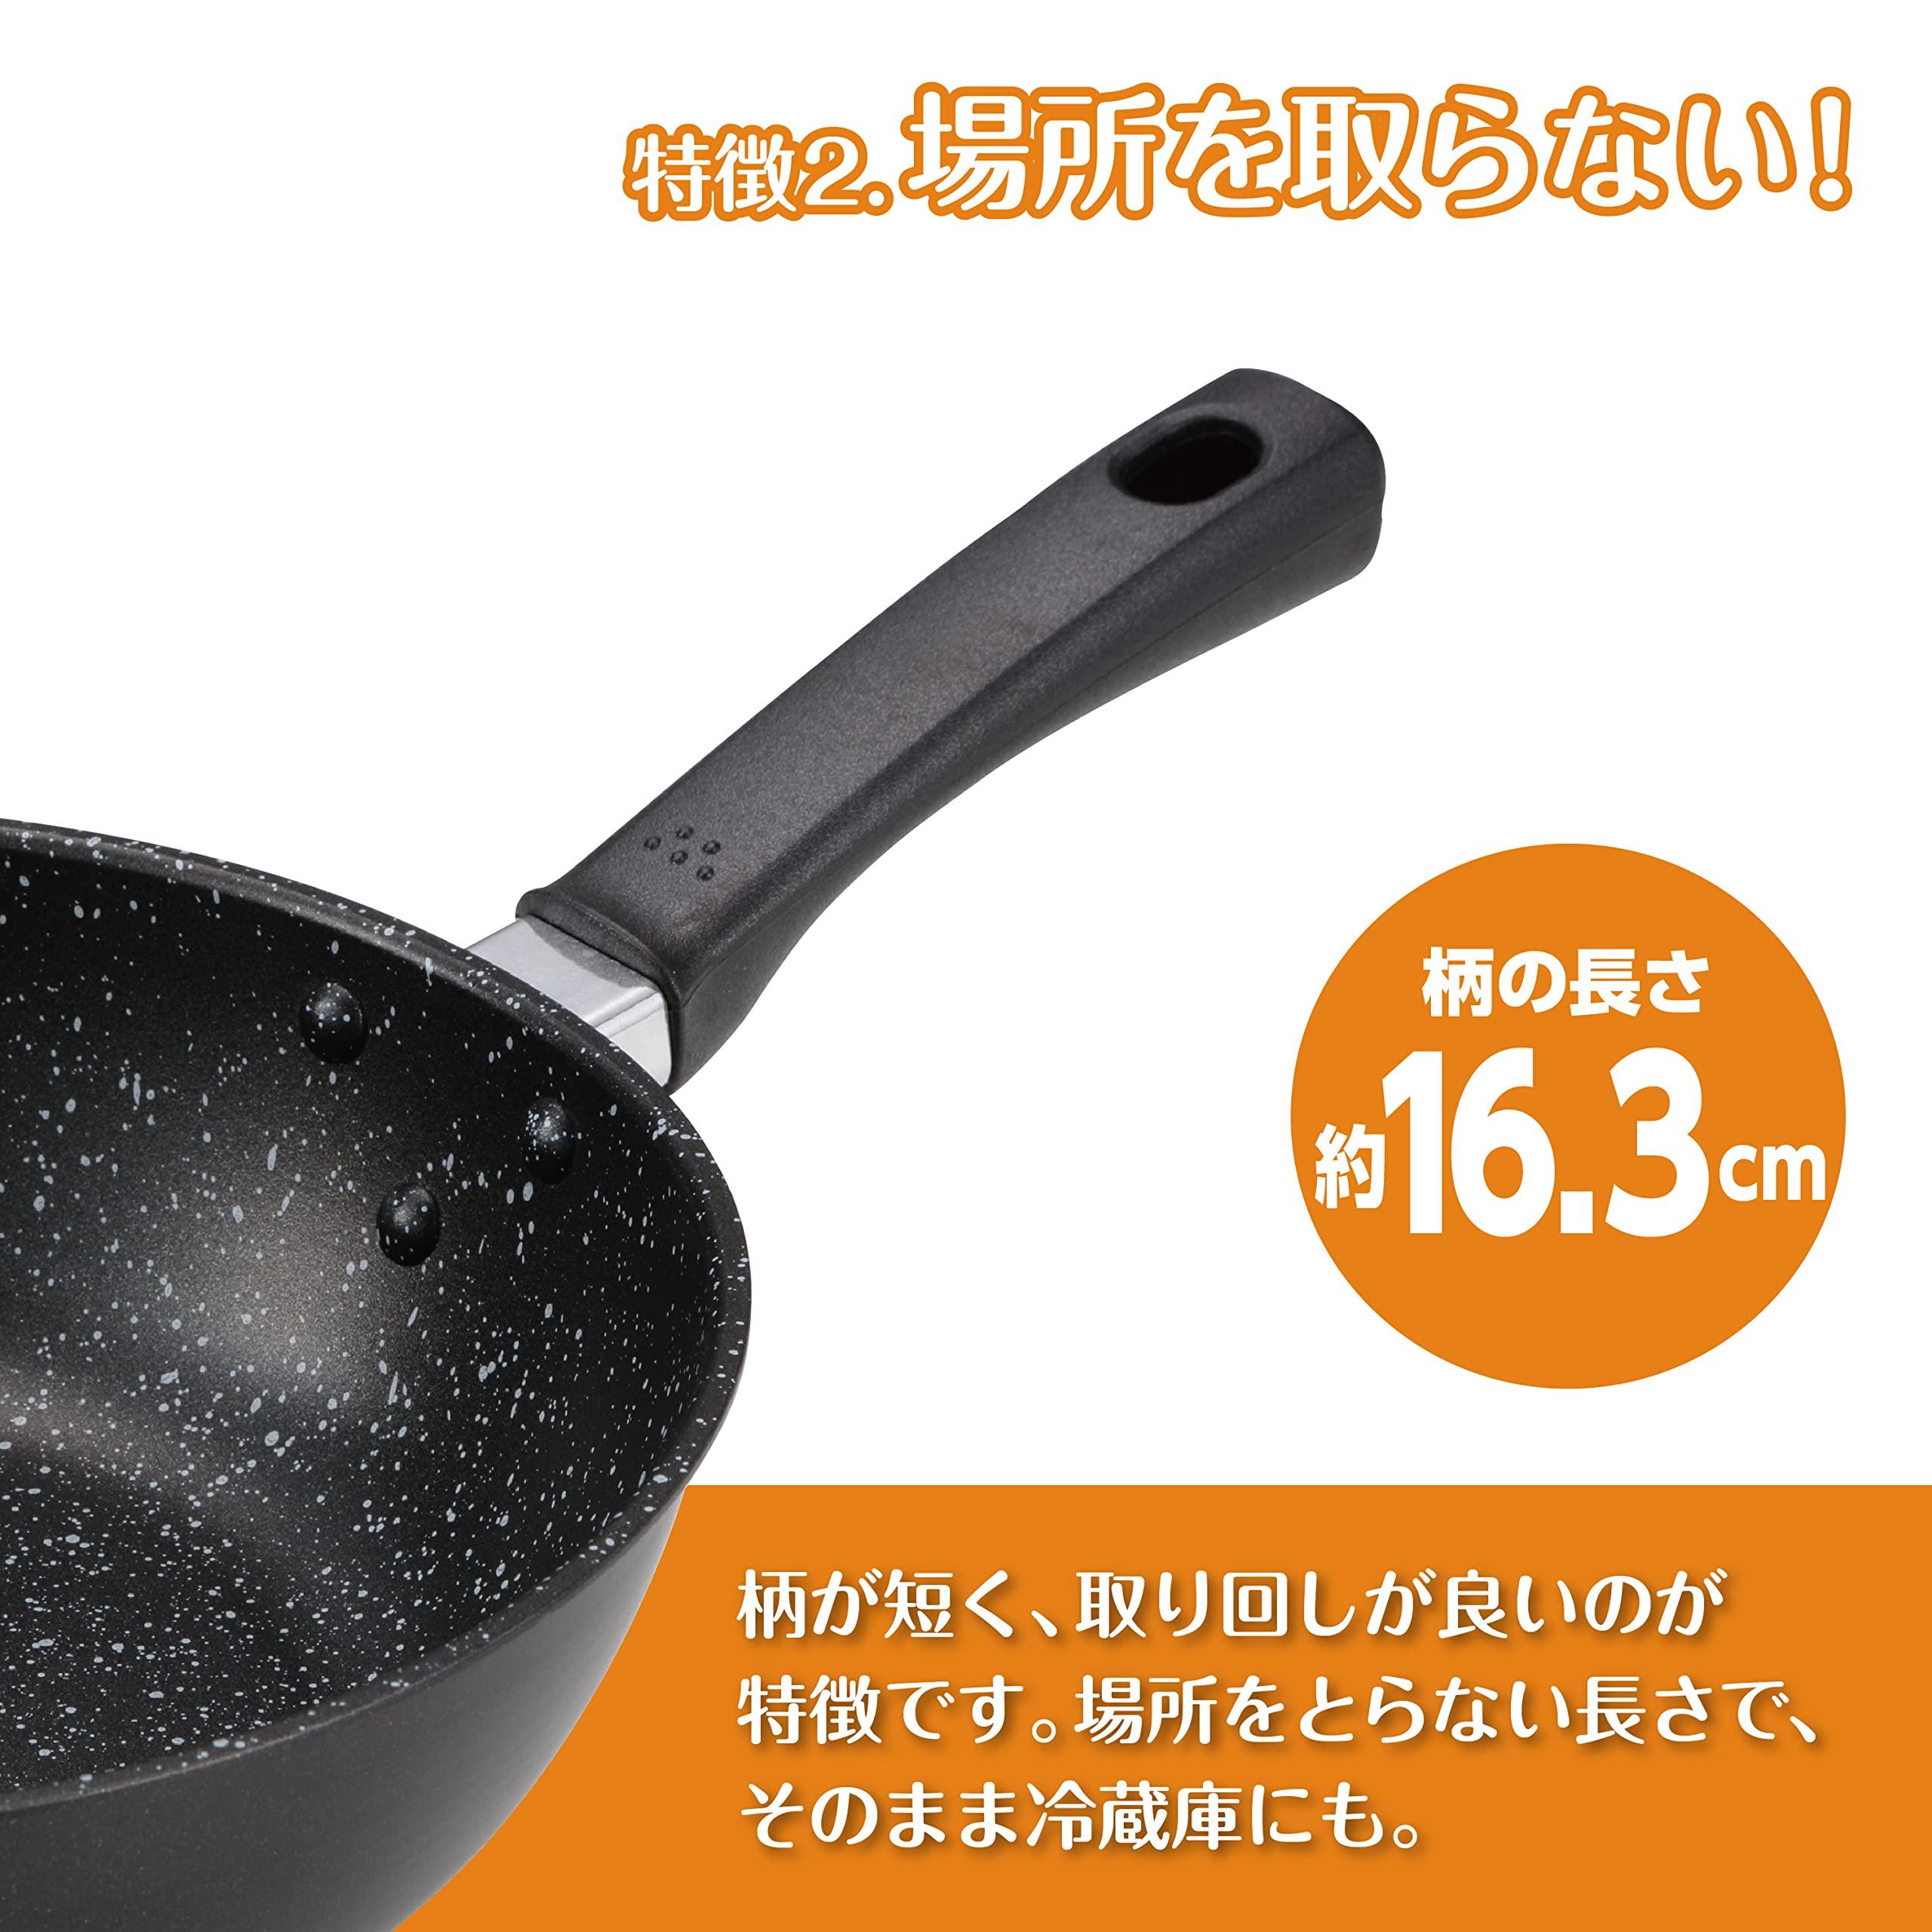 特徴2.場所を取らない!
柄の長さ
約16.3cm
柄が短く、取り回しが良いのが
特徴です。場所をとらない長さで、
そのまま冷蔵庫にも。